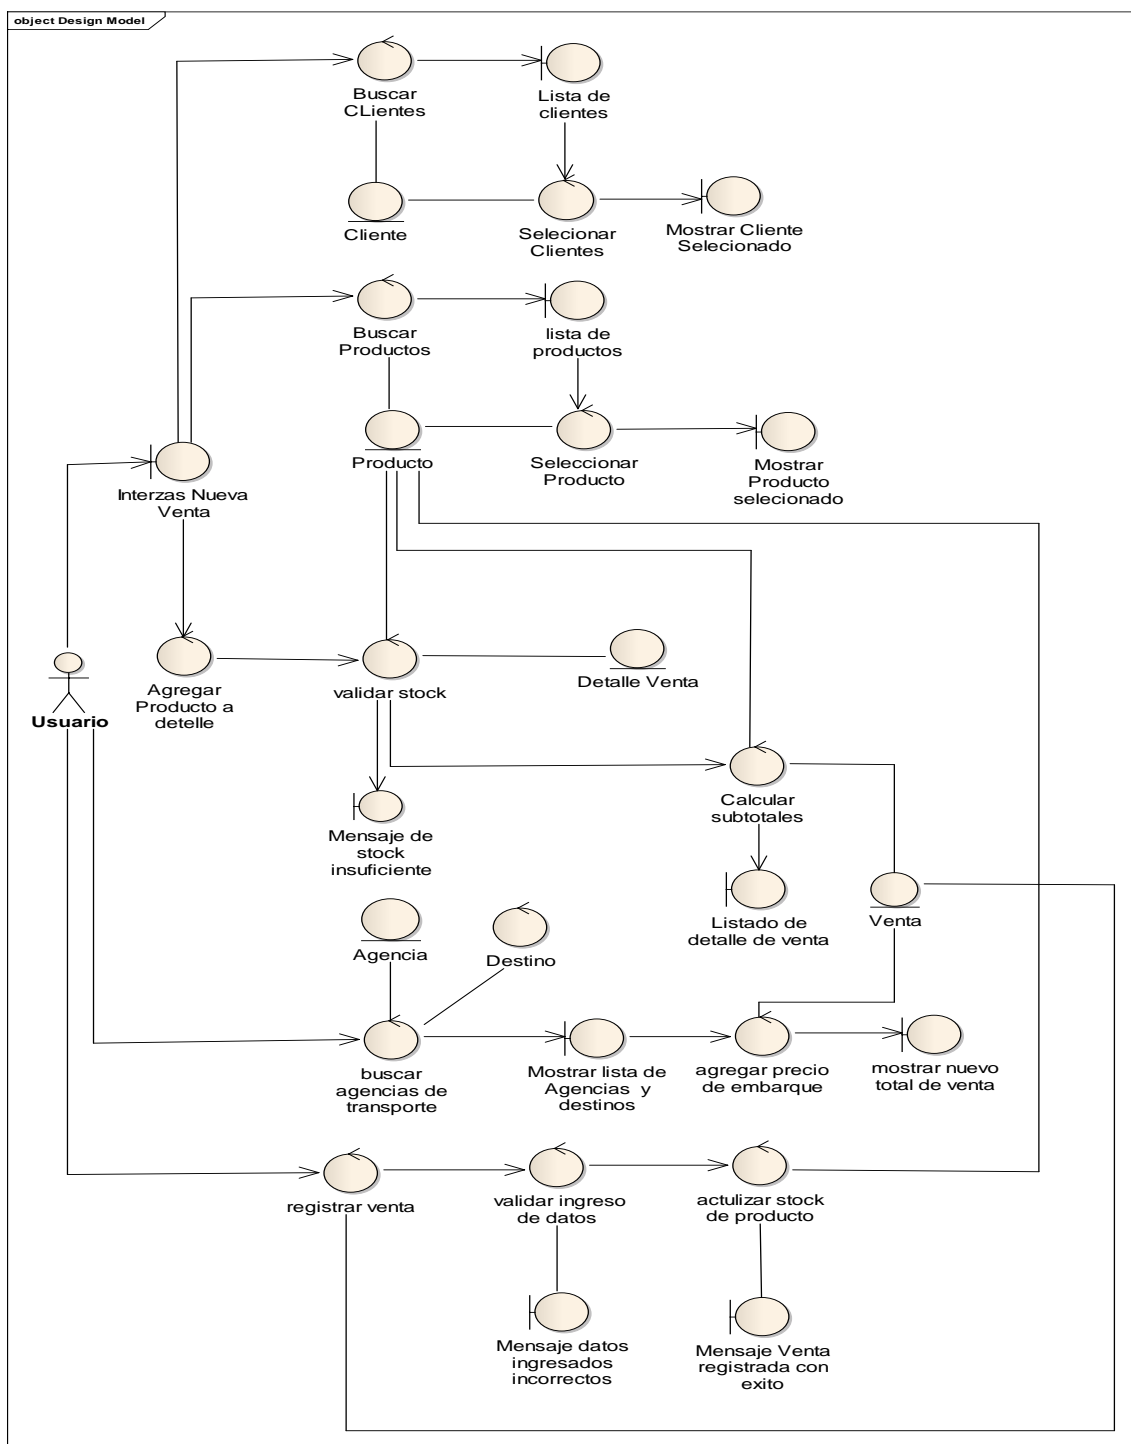 object Design Model
Buscar
CLientes
Lista de
clientes
Cliente
Selecionar
Clientes
Mostrar Cliente
Selecionado
Buscar
Productos
lista de
productos
Producto
Seleccionar
Producto
Mostrar
Producto
selecionado
Interzas Nueva
Venta
Usuario
Agregar
Producto a
detelle
validar stock
Detalle Venta
Mensaje de
stock
insuficiente
Calcular
subtotales
Listado de
detalle de venta
Venta
Agencia
Destino
buscar
agencias de
transporte
Mostrar lista de
Agencias y
destinos
agregar precio
de embarque
mostrar nuevo
total de venta
registrar venta
validar ingreso
de datos
actulizar stock
de producto
Mensaje datos
ingresados
incorrectos
Mensaje Venta
registrada con
exito